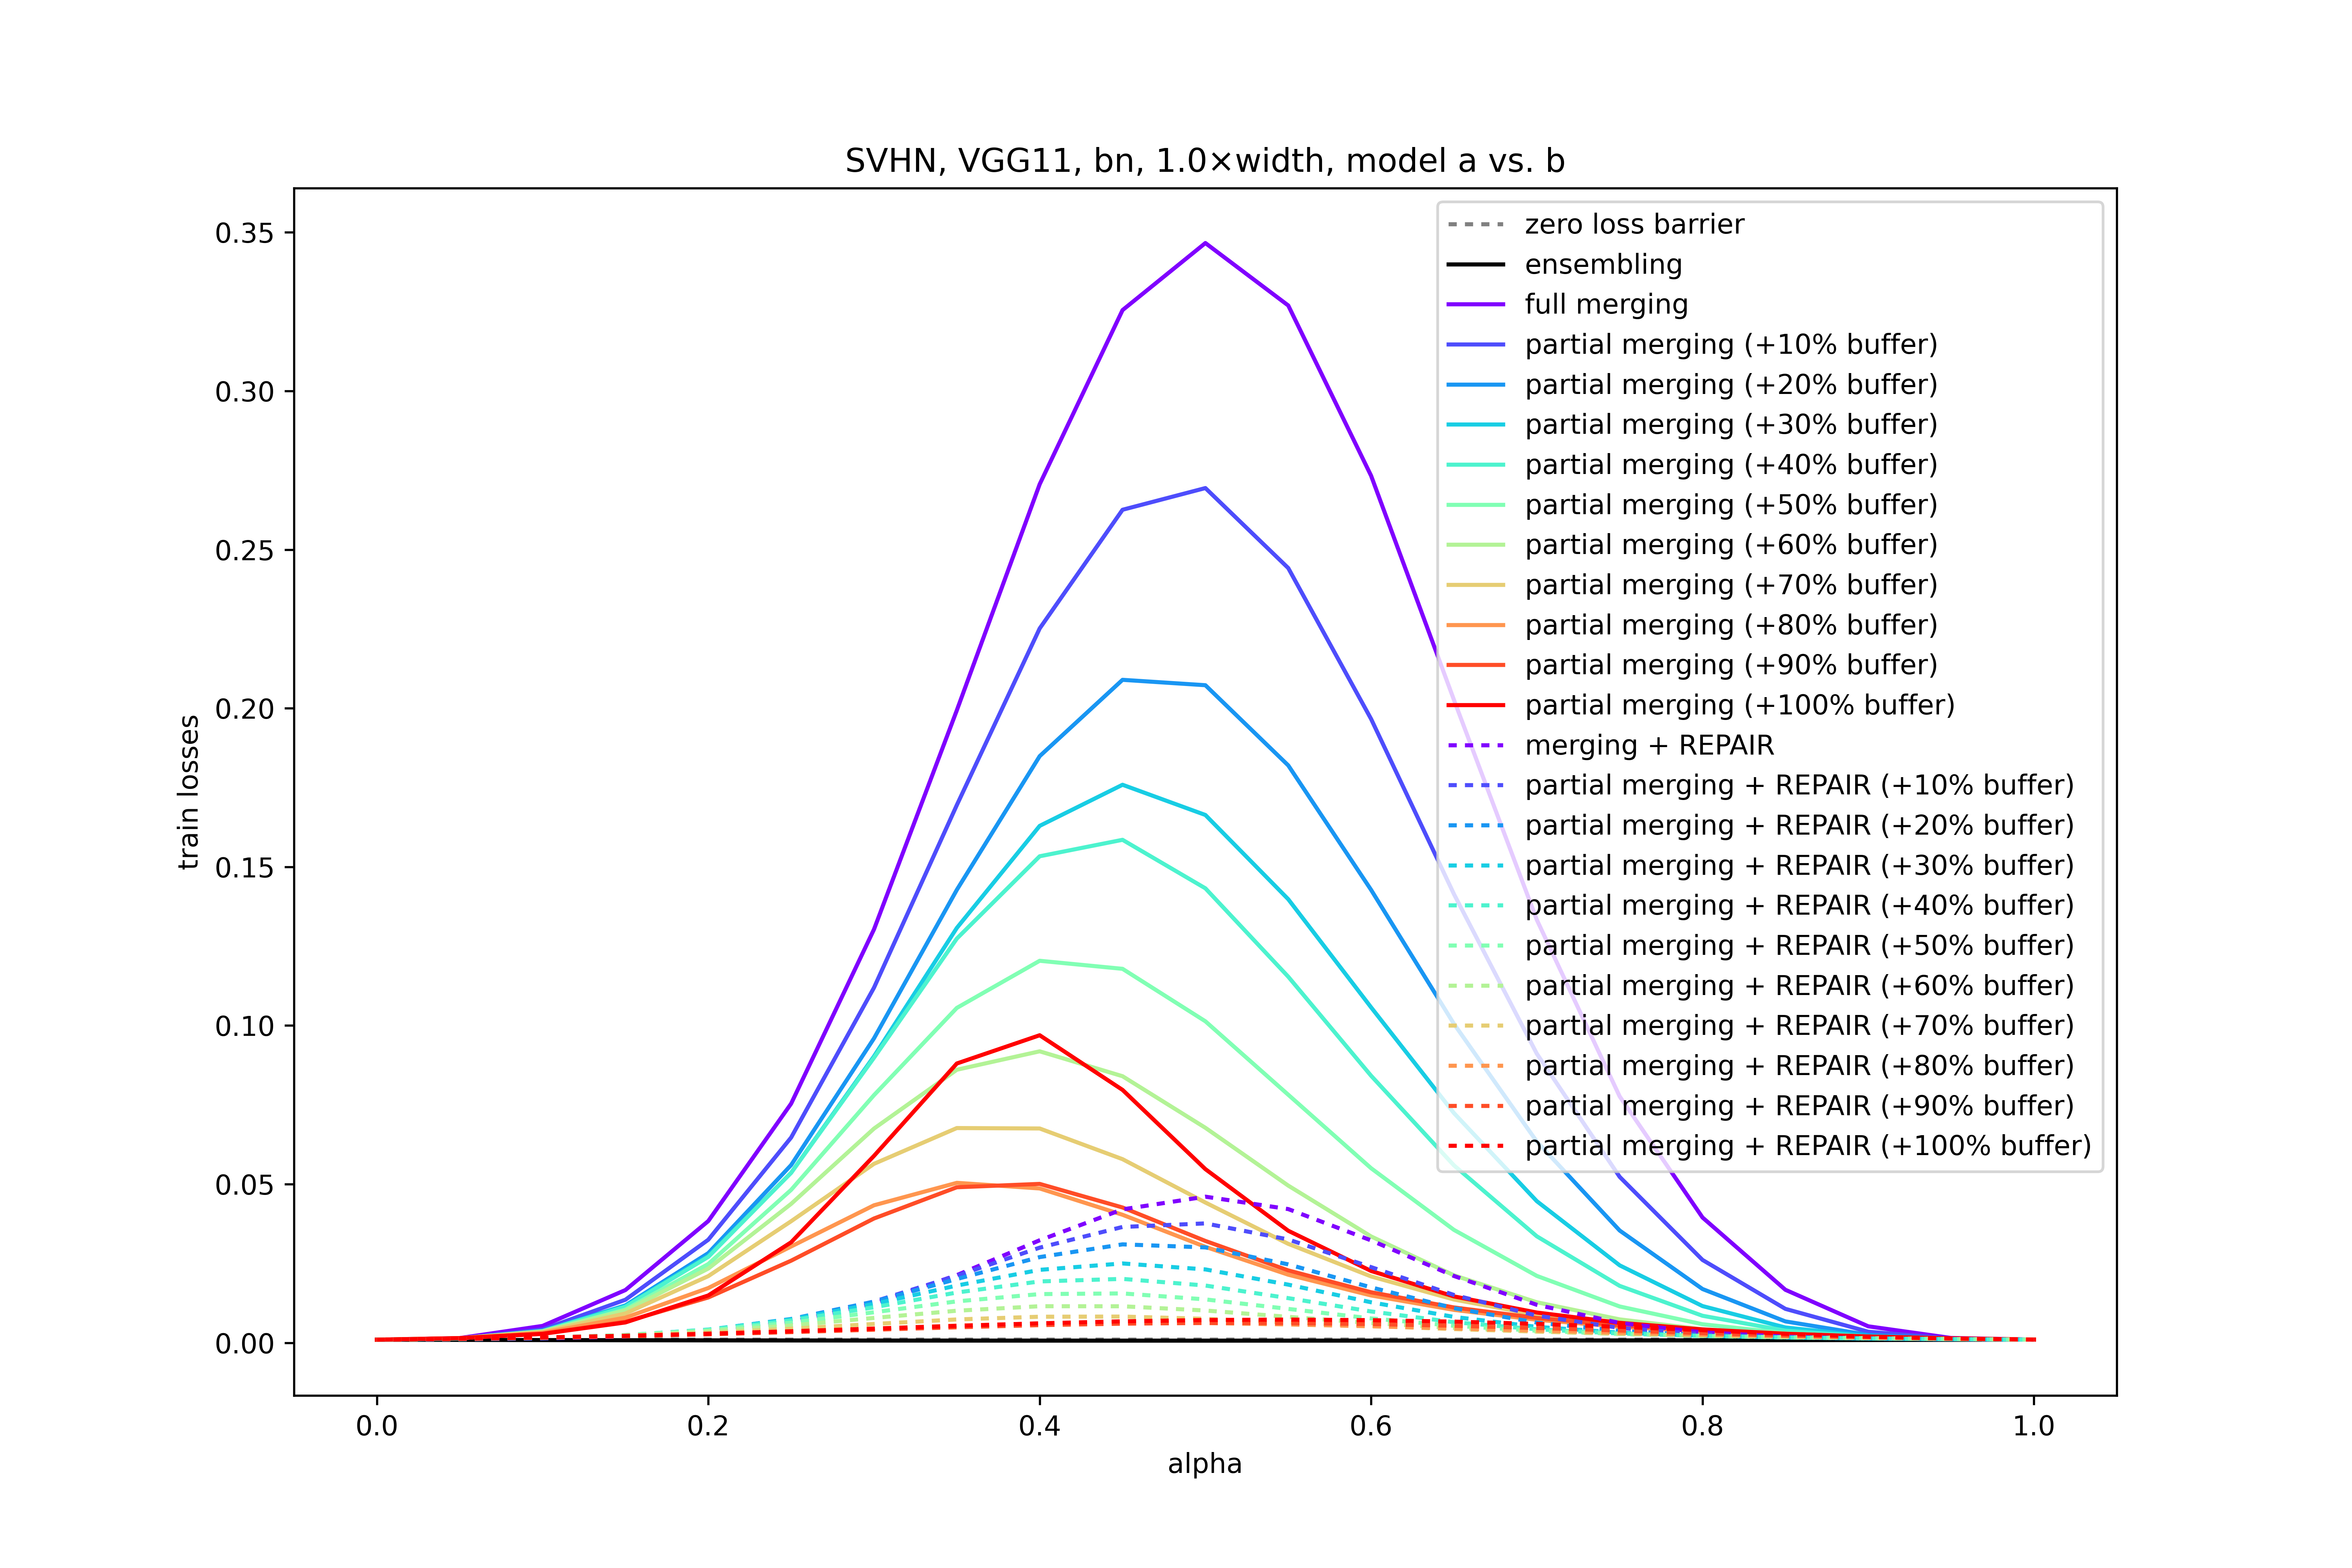 SVHN, VGG11, bn, 1.0×width, model a vs. b
0.35
0.30
0.25
0.20
0.15
0.10
0.05
0.00
train losses
zero loss barrier
ensembling
full merging
partial merging (+10% buffer)
partial merging (+20% buffer)
partial merging (+30% buffer)
partial merging (+40% buffer)
partial merging (+50% buffer)
partial merging (+60% buffer)
partial merging (+70% buffer)
partial merging (+80% buffer)
partial merging (+90% buffer)
partial merging (+100% buffer)
merging + REPAIR
partial merging + REPAIR (+10% buffer)
partial merging + REPAIR (+20% buffer)
partial merging + REPAIR (+30% buffer)
partial merging + REPAIR (+40% buffer)
partial merging + REPAIR (+50% buffer)
partial merging + REPAIR (+60% buffer)
partial merging + REPAIR (+70% buffer)
partial merging + REPAIR (+80% buffer)
partial merging + REPAIR (+90% buffer)
partial merging + REPAIR (+100% buffer)
0.0 0.2 0.4 0.6 0.8 1.0
alpha